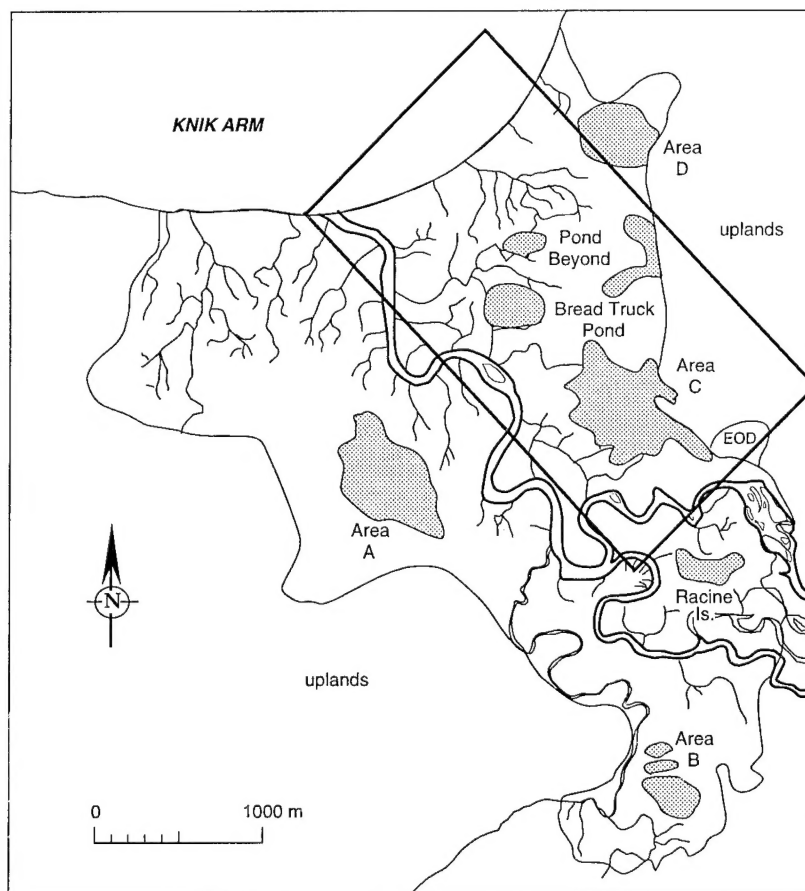 KNIK ARM
Area
D
uplands
Pond
Beyond
Bread Truck
Pond
Area
C
EOD
Area
A
N
Racine
Is.
uplands
Area
B
0
1000 m